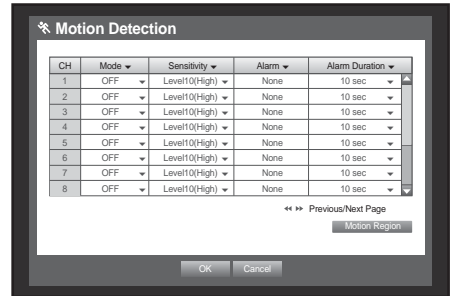 Motion Detection
CH Mode Sensitivity Alarm Alarm Duration
1 OFF Level10(High) None 10 sec
2 OFF Level10(High) None 10 sec
3 OFF Level10(High) None 10 sec
4 OFF Level10(High) None 10 sec
5 OFF Level10(High) None 10 sec
6 OFF Level10(High) None 10 sec
7 OFF Level10(High) None 10 sec
8 OFF Level10(High) None 10 sec
Previous/Next Page
Motion Region
OK Cancel